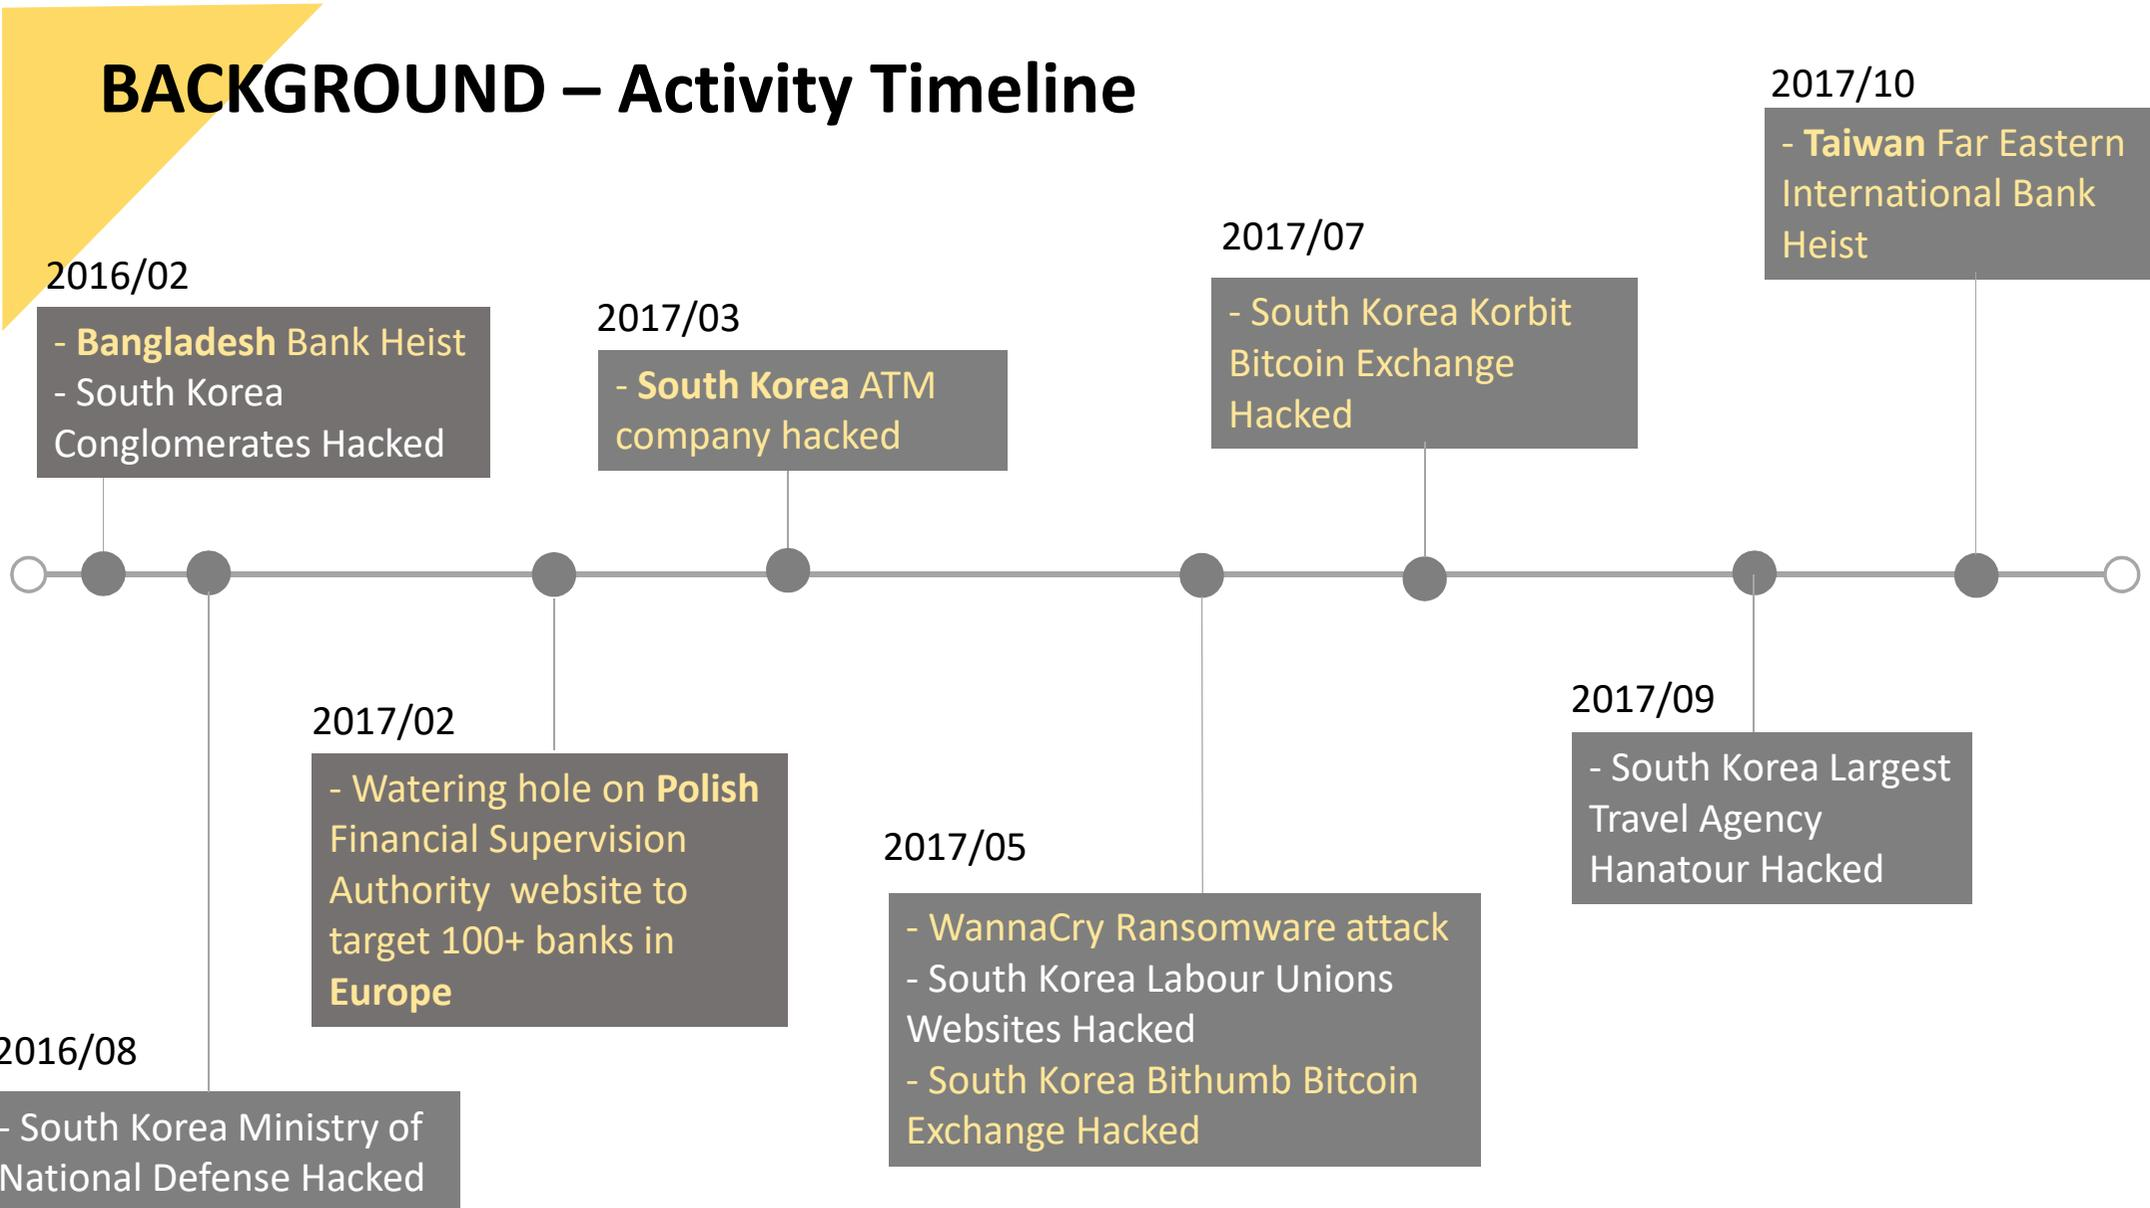 BACKGROUND – Activity Timeline
2016/02
- Bangladesh Bank Heist
- South Korea
Conglomerates Hacked
2016/08
- South Korea Ministry of
National Defense Hacked
2017/02
- Watering hole on Polish
Financial Supervision
Authority  website to
target 100+ banks in
Europe
2017/03
- South Korea ATM
company hacked
2017/05
- WannaCry Ransomware attack
- South Korea Labour Unions
Websites Hacked
- South Korea Bithumb Bitcoin
Exchange Hacked
2017/07
- South Korea Korbit
Bitcoin Exchange
Hacked
2017/09
- South Korea Largest
Travel Agency
Hanatour Hacked
2017/10
- Taiwan Far Eastern
International Bank
Heist